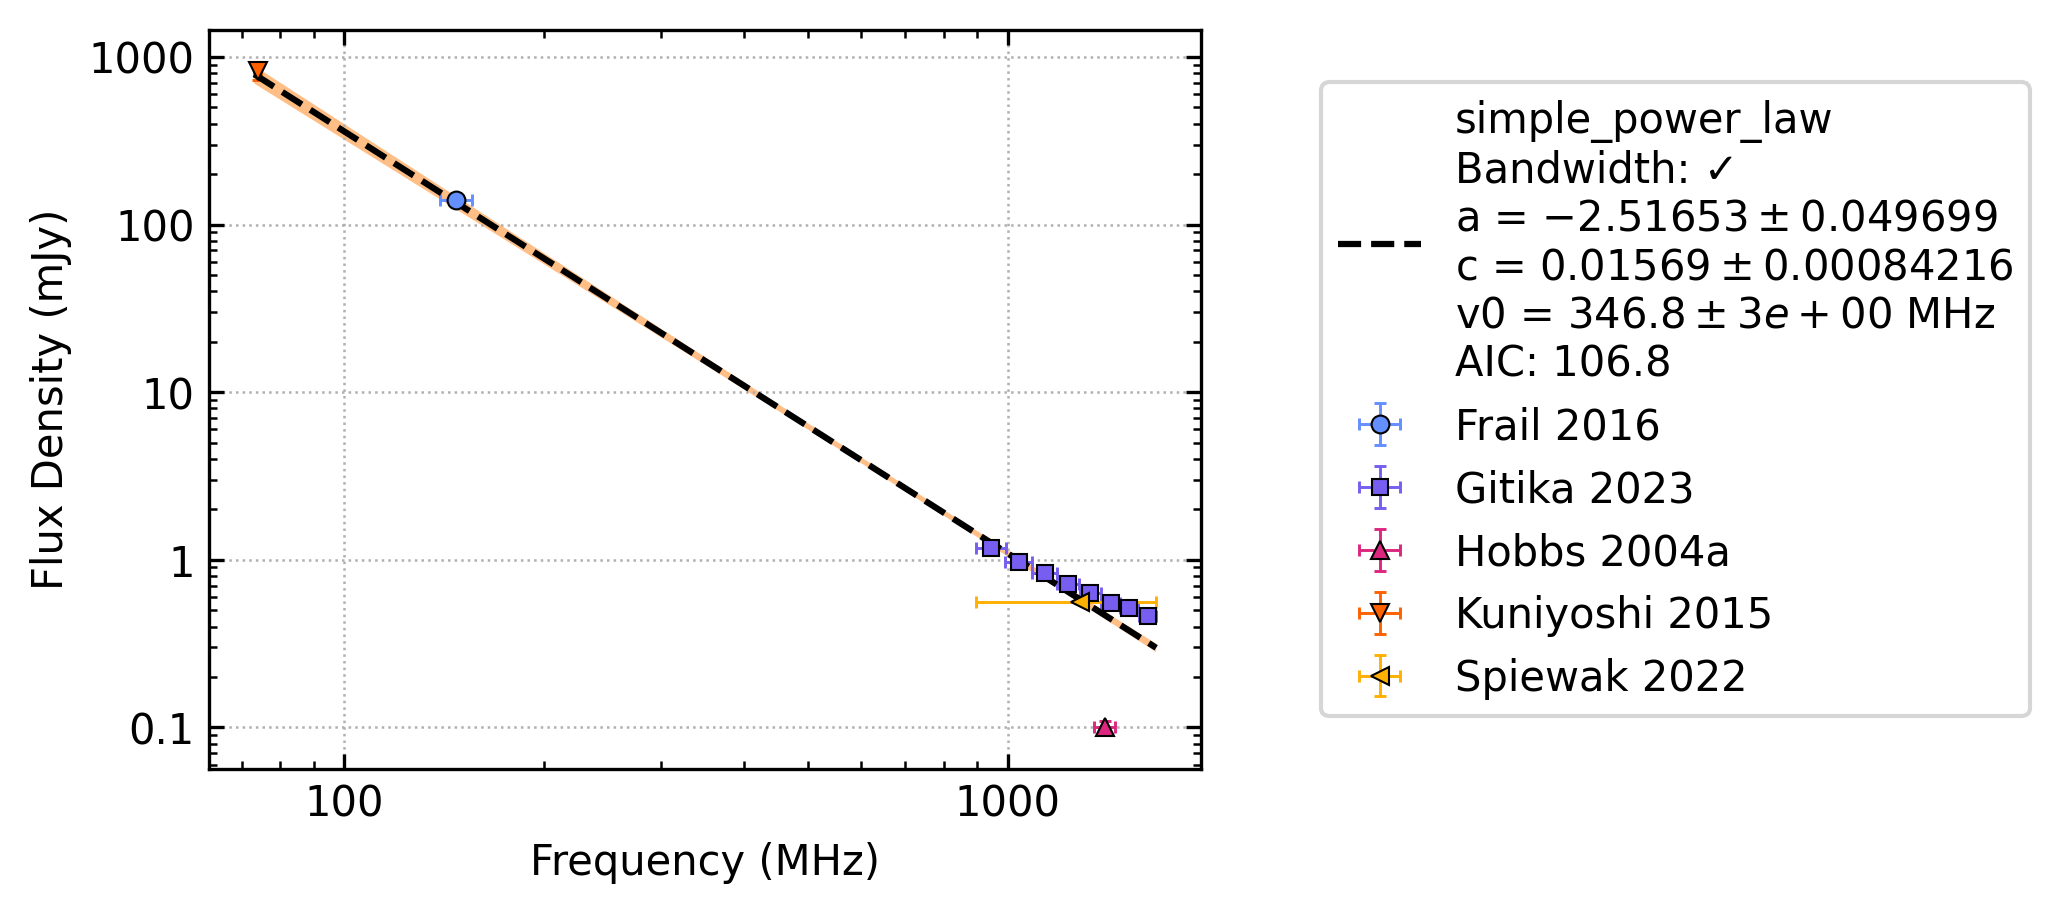 1000
100
10
1
0.1
Flux Density (mJy)
100
1000
Frequency (MHz)
simple_power_law
Bandwidth: ✓
a = −2.51653 ± 0.049699
c = 0.01569 ± 0.00084216
v0 = 346.8 ± 3e + 00 MHz
AIC: 106.8
Frail 2016
Gitika 2023
Hobbs 2004a
Kuniyoshi 2015
Spiewak 2022